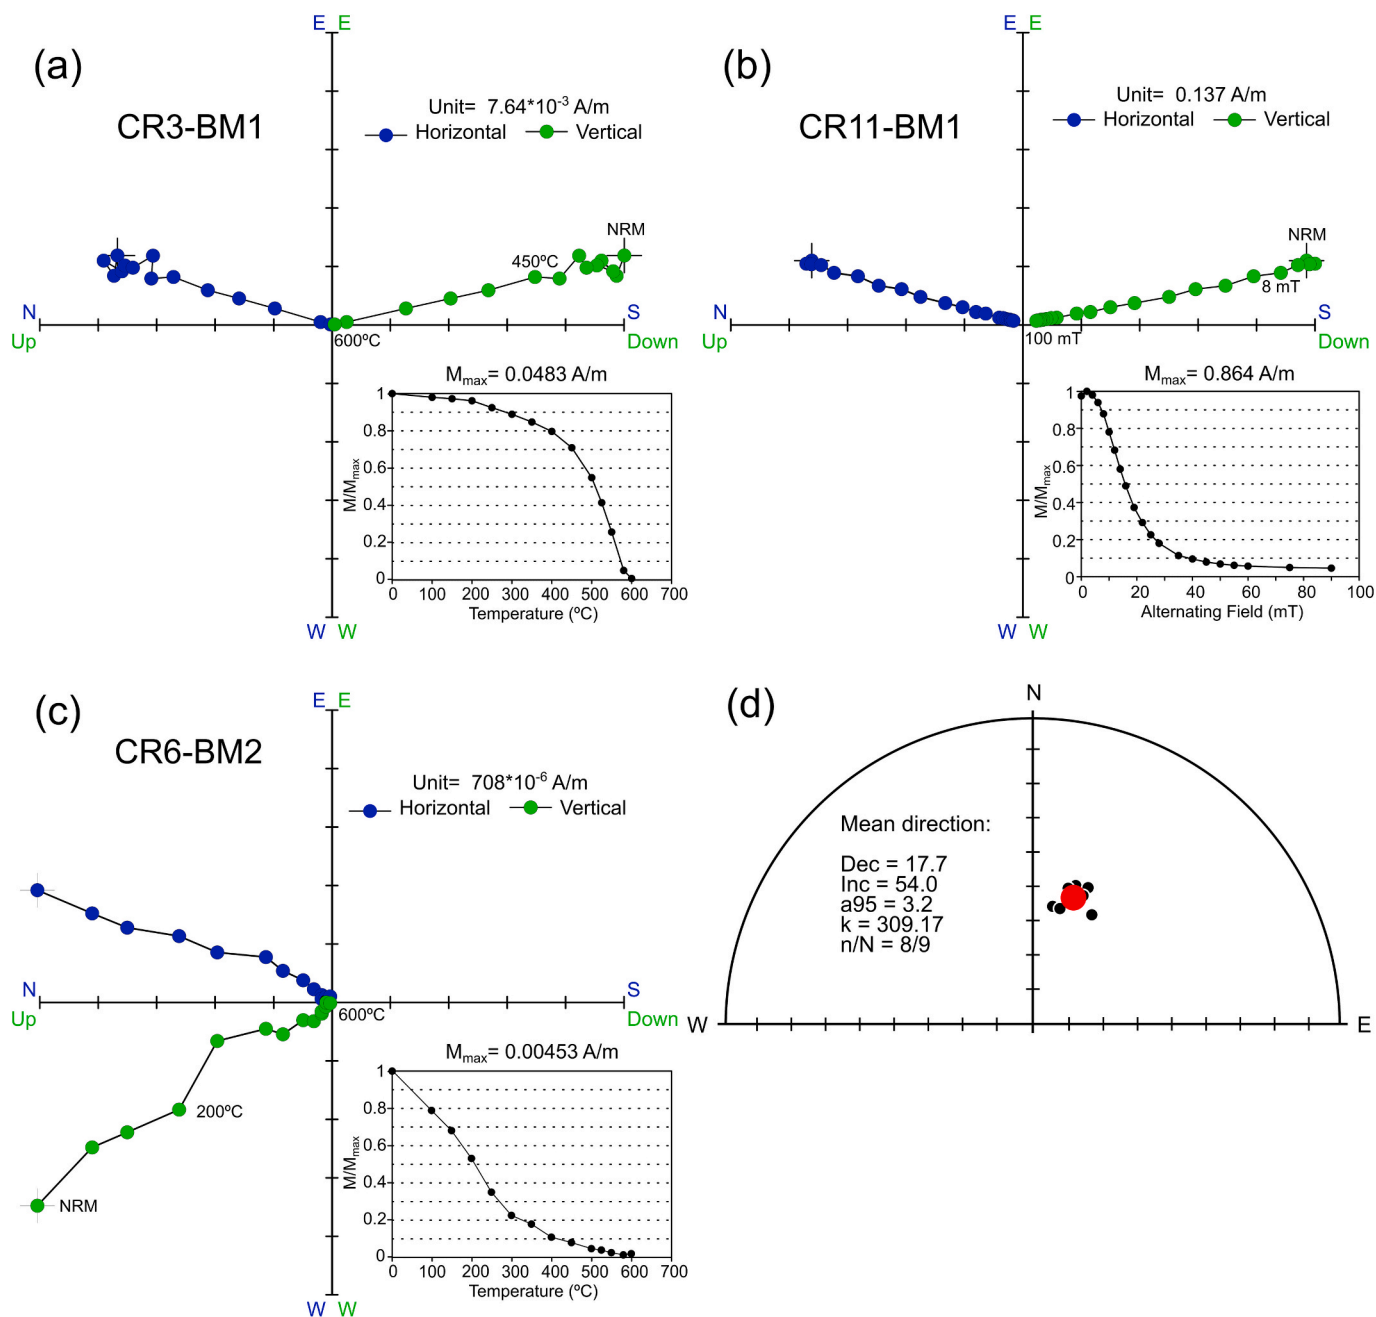 (a)
CR3-BM1
E E
Unit= 7.64*10-3 A/m
Horizontal Vertical
NRM
450ºC
N
Up
S
Down
600ºC
Mmax= 0.0483 A/m
1
0.8
0.6
0.4
0.2
0
M/Mmax
0 100 200 300 400 500 600 700
Temperature (ºC)
W W
(b)
CR11-BM1
E E
Unit= 0.137 A/m
Horizontal Vertical
NRM
8 mT
N
Up
S
Down
100 mT
Mmax= 0.864 A/m
1
0.8
0.6
0.4
0.2
0
M/Mmax
0 20 40 60 80 100
Alternating Field (mT)
W W
(c)
CR6-BM2
E E
Unit= 708*10-6 A/m
Horizontal Vertical
N
Up
S
Down
600ºC
200ºC
NRM
Mmax= 0.00453 A/m
1
0.8
0.6
0.4
0.2
0
M/Mmax
0 100 200 300 400 500 600 700
Temperature (ºC)
W W
(d)
N
Mean direction:
Dec = 17.7
Inc = 54.0
a95 = 3.2
k = 309.17
n/N = 8/9
W
E